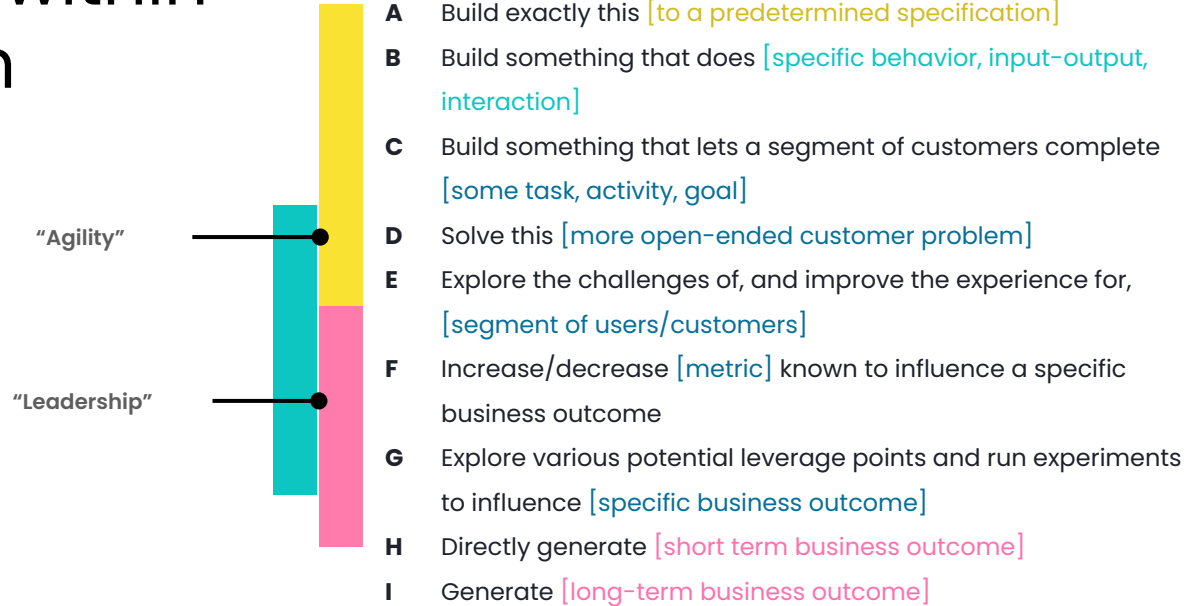 within
A Build exactly this [to a predetermined specification]
B Build something that does [specific behavior, input-output,
interaction]
C Build something that lets a segment of customers complete
[some task, activity, goal]
"Agility"
D Solve this [more open-ended customer problem]
E Explore the challenges of, and improve the experience for,
[segment of users/customers]
F Increase/decrease [metric] known to influence a specific
"Leadership"
business outcome
G Explore various potential leverage points and run experiments
to influence [specific business outcome]
H Directly generate [short term business outcome]
I Generate [long-term business outcome]